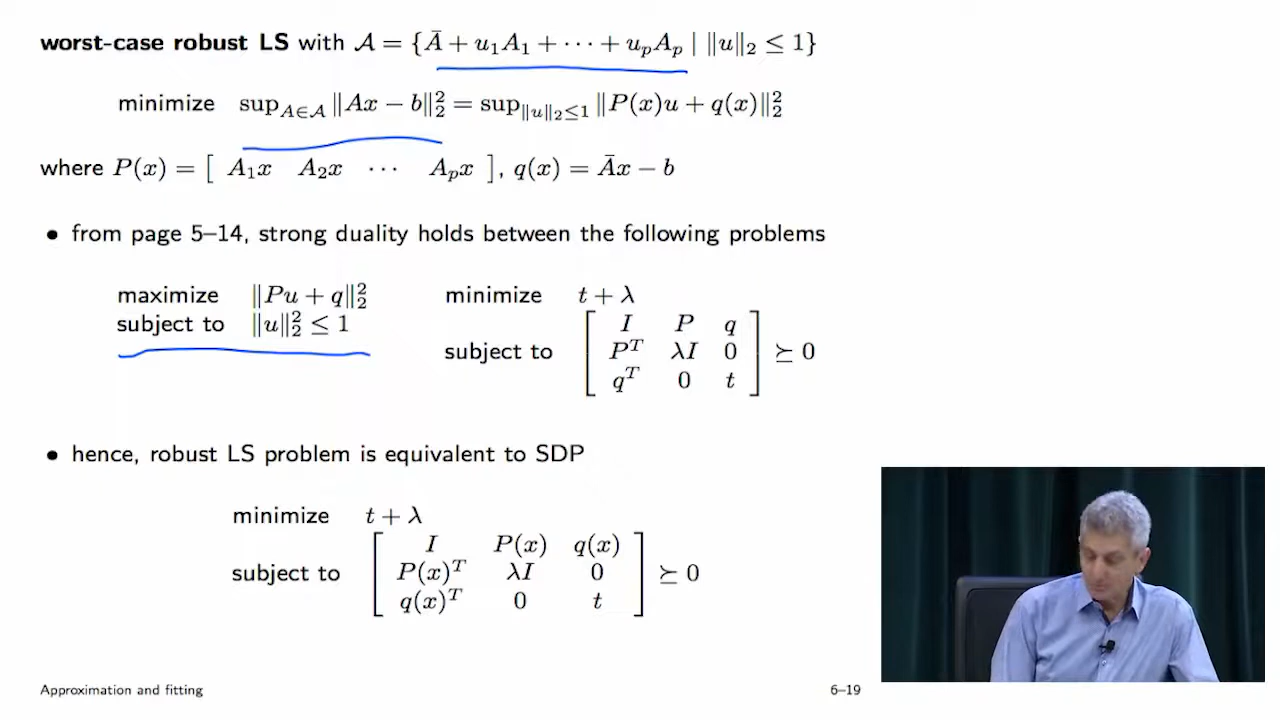 worst-case robust LS with 𝒜 = {Ā + u₁A₁ + ⋯ + uₚAₚ | ‖u‖₂ ≤ 1}
minimize sup_{A∈𝒜} ‖Ax − b‖₂² = sup_{‖u‖₂≤1} ‖P(x)u + q(x)‖₂²
where P(x) = [ A₁x A₂x ⋯ Aₚx ], q(x) = Āx − b
• from page 5–14, strong duality holds between the following problems
maximize ‖Pu + q‖₂²
subject to ‖u‖₂² ≤ 1
minimize t + λ
subject to [ I P q
Pᵀ λI 0
qᵀ 0 t ] ⪰ 0
• hence, robust LS problem is equivalent to SDP
minimize t + λ
subject to [ I P(x) q(x)
P(x)ᵀ λI 0
q(x)ᵀ 0 t ] ⪰ 0
Approximation and fitting 6–19